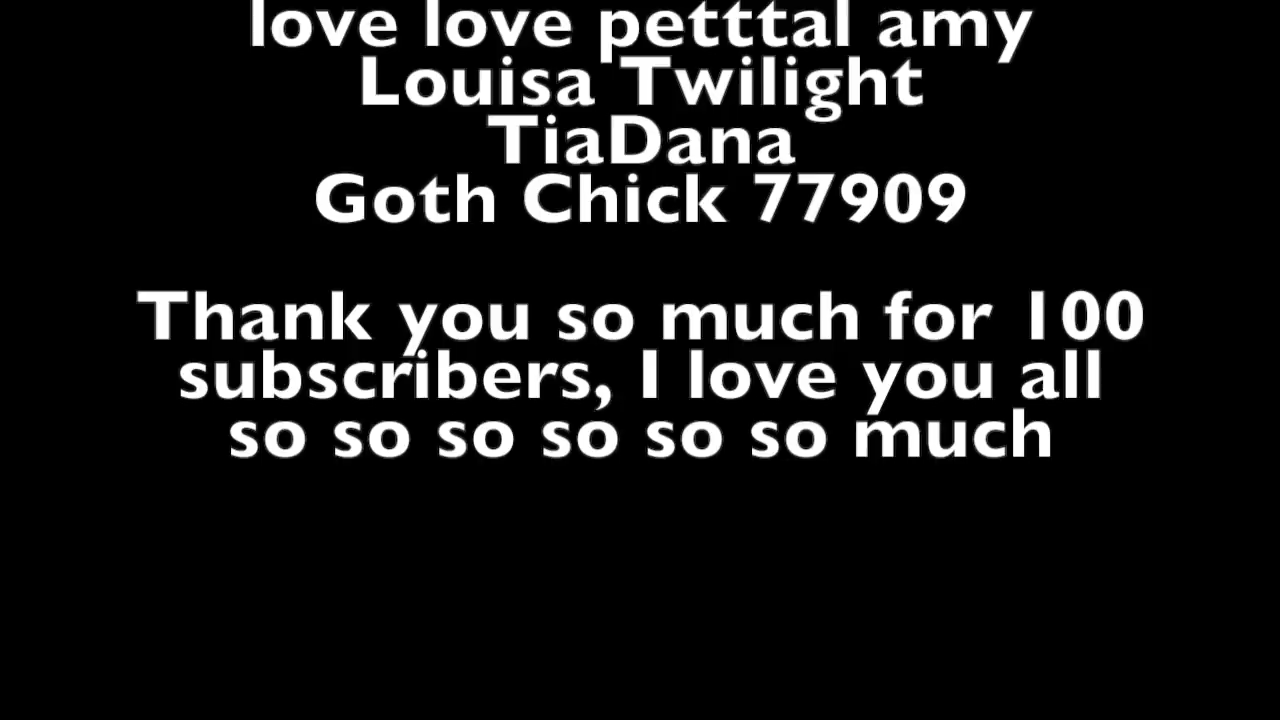 love love petttal amy
Louisa Twilight
TiaDana
Goth Chick 77909
Thank you so much for 100
subscribers, I love you all
so so so so so so much